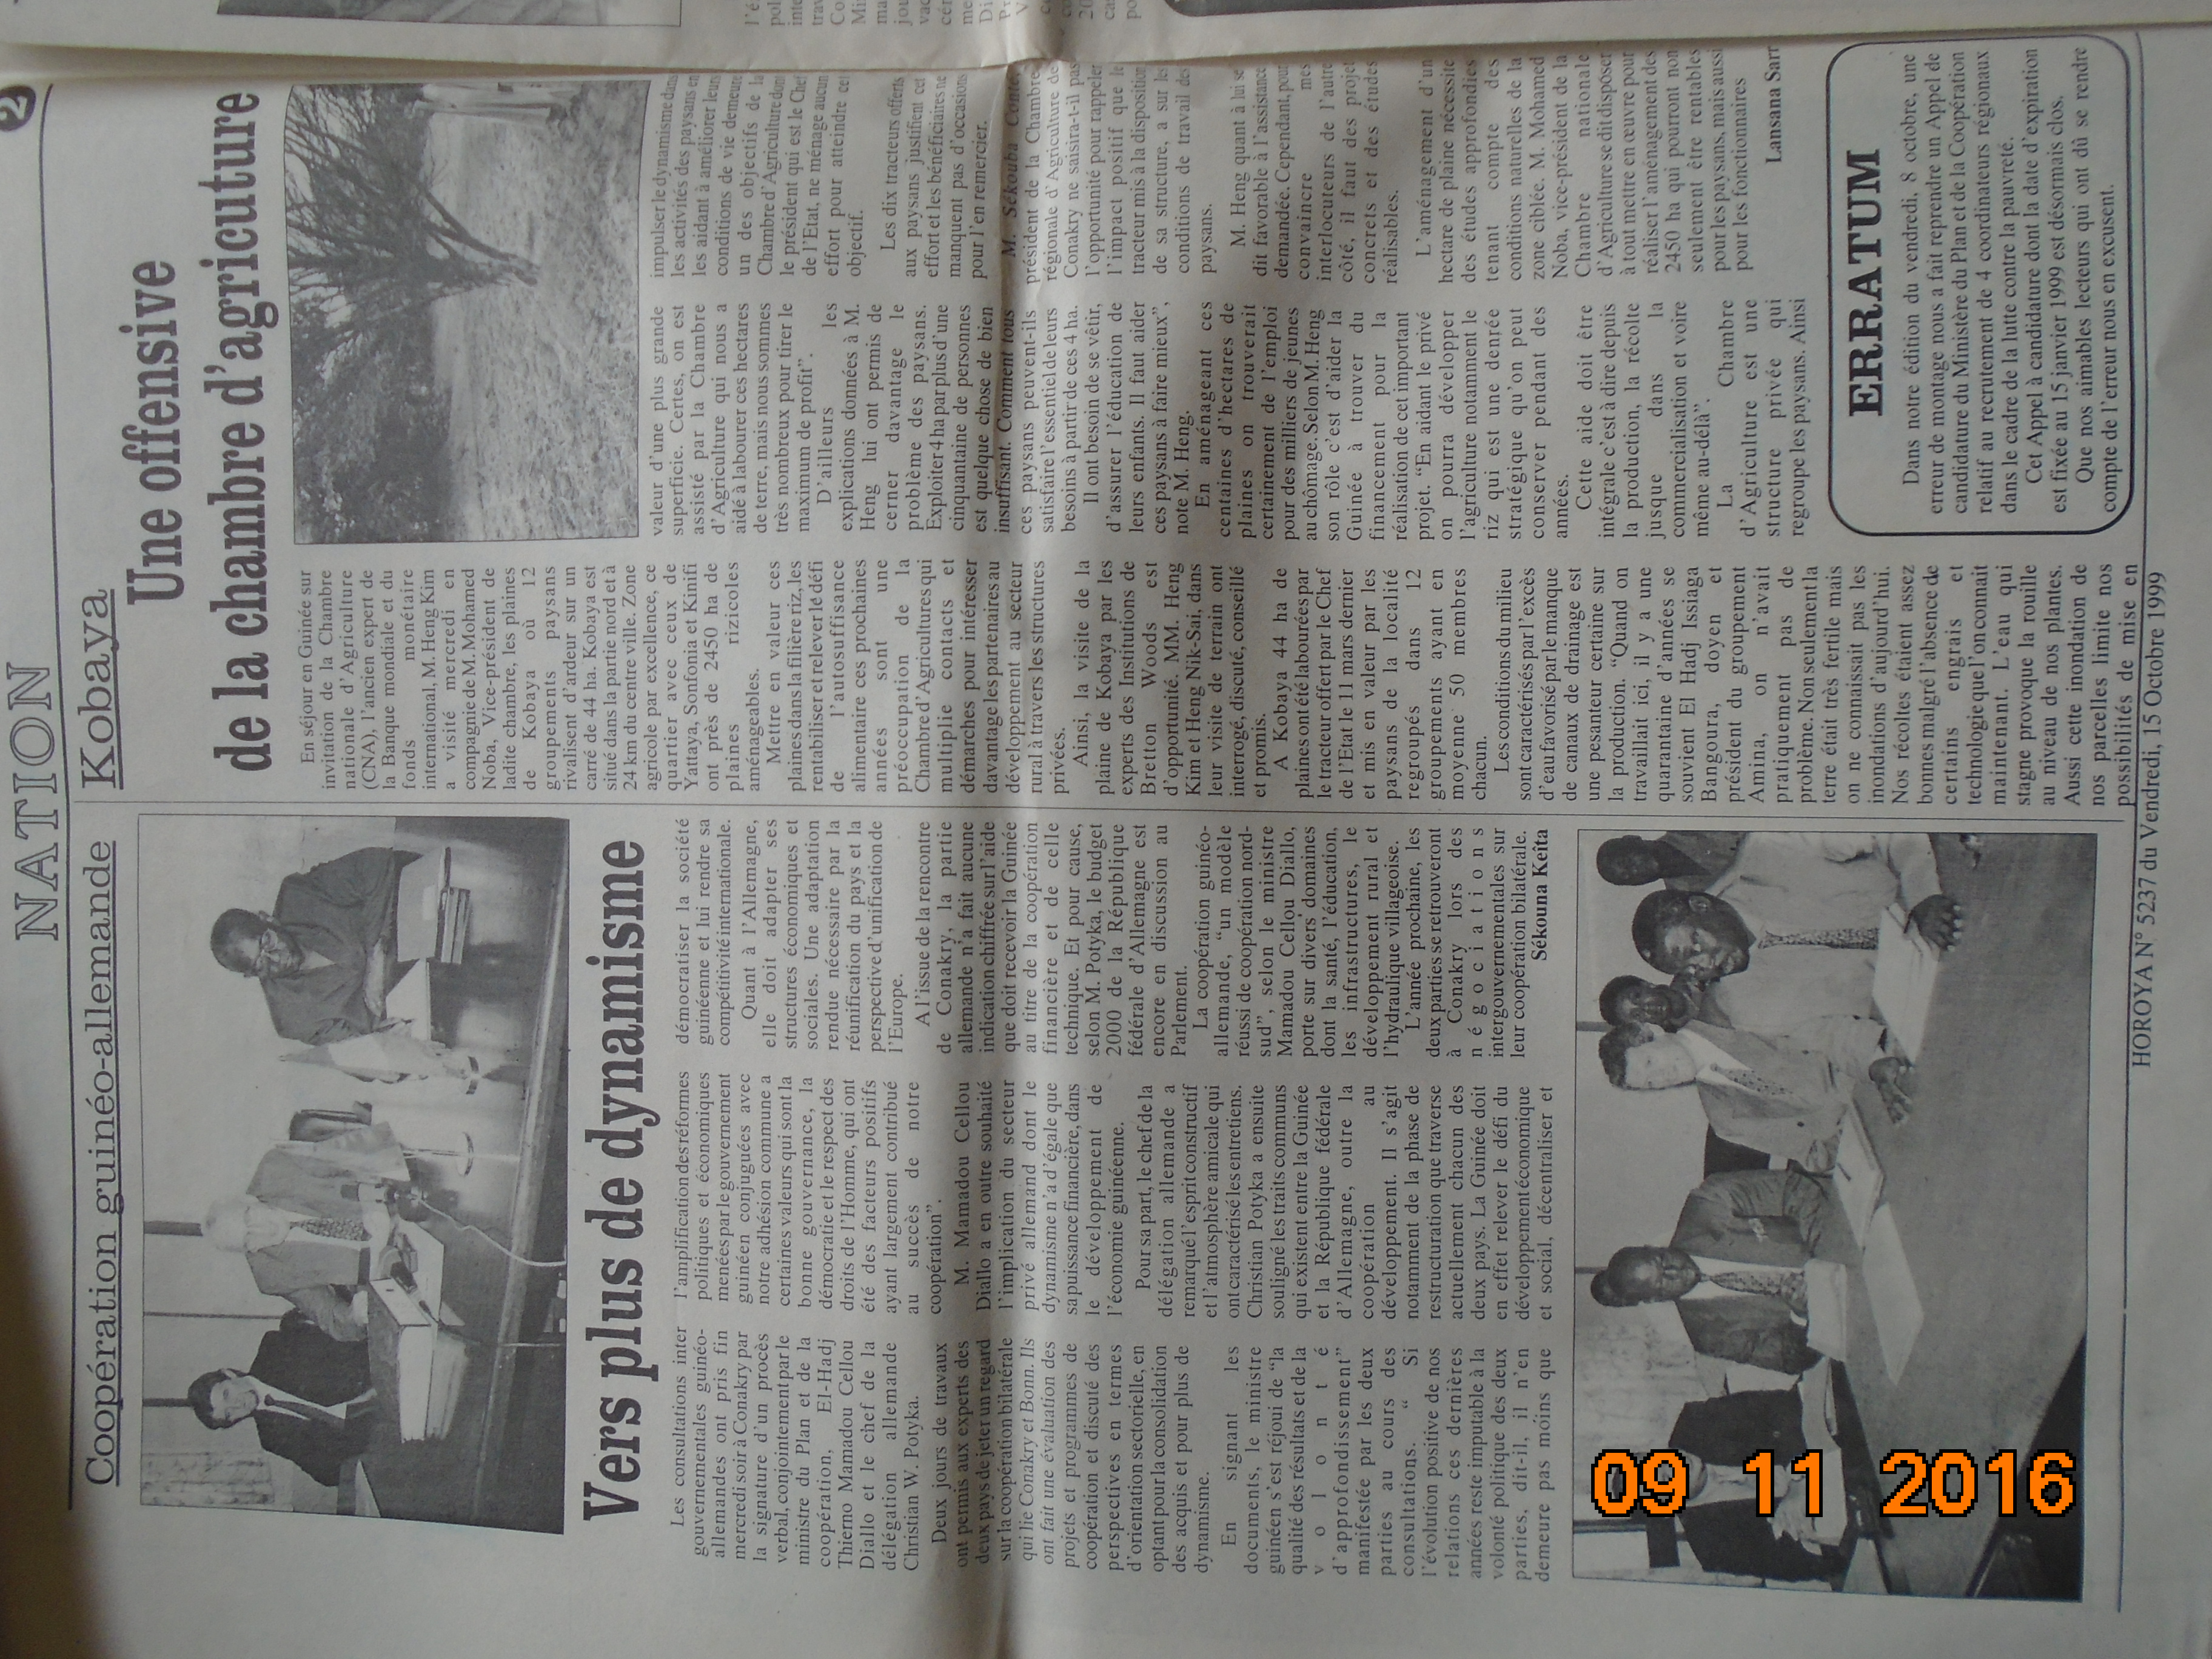 NATION
2
Coopération guinéo-allemande
Vers plus de dynamisme
Les consultations inter
gouvernementales guinéo-
allemandes ont pris fin
mercredi soir à Conakry par
la signature d'un procès
verbal, conjointement par le
ministre du Plan et de la
coopération, El-Hadj
Thierno Mamadou Cellou
Diallo et le chef de la
délégation allemande
Christian W. Potyka.
Deux jours de travaux
ont permis aux experts des
deux pays de jeter un regard
sur la coopération bilatérale
qui lie Conakry et Bonn. Ils
ont fait une évaluation des
projets et programmes de
coopération et discuté des
perspectives en termes
d'orientation sectorielle, en
optant pour la consolidation
des acquis et pour plus de
dynamisme.
En signant les
documents, le ministre
guinéen s'est réjoui de "la
qualité des résultats et de la
v o l o n t é
d'approfondissement"
manifestée par les deux
parties au cours des
consultations. " Si
l'évolution positive de nos
relations ces dernières
années reste imputable à la
volonté politique des deux
parties, dit-il, il n'en
demeure pas moins que
l'amplification des réformes
politiques et économiques
menées par le gouvernement
guinéen conjuguées avec
notre adhésion commune a
certaines valeurs qui sont la
bonne gouvernance, la
démocratie et le respect des
droits de l'Homme, qui ont
été des facteurs positifs
ayant largement contribué
au succès de notre
coopération".
M. Mamadou Cellou
Diallo a en outre souhaité
l'implication du secteur
privé allemand dont le
dynamisme n'a d'égale que
sa puissance financière, dans
le développement de
l'économie guinéenne.
Pour sa part, le chef de la
délégation allemande a
remarqué l'esprit constructif
et l'atmosphère amicale qui
ont caractérisé les entretiens.
Christian Potyka a ensuite
souligné les traits communs
qui existent entre la Guinée
et la République fédérale
d'Allemagne, outre la
coopération au
développement. Il s'agit
notamment de la phase de
restructuration que traverse
actuellement chacun des
deux pays. La Guinée doit
en effet relever le défi du
développement économique
et social, décentraliser et
démocratiser la société
guinéenne et lui rendre sa
compétitivité internationale.
Quant à l'Allemagne,
elle doit adapter ses
structures économiques et
sociales. Une adaptation
rendue nécessaire par la
réunification du pays et la
perspective d'unification de
l'Europe.
A l'issue de la rencontre
de Conakry, la partie
allemande n'a fait aucune
indication chiffrée sur l'aide
que doit recevoir la Guinée
au titre de la coopération
financière et de celle
technique. Et pour cause,
selon M. Potyka, le budget
2000 de la République
fédérale d'Allemagne est
encore en discussion au
Parlement.
La coopération guinéo-
allemande, "un modèle
réussi de coopération nord-
sud", selon le ministre
Mamadou Cellou Diallo,
porte sur divers domaines
dont la santé, l'éducation,
les infrastructures, le
développement rural et
l'hydraulique villageoise.
L'année prochaine, les
deux parties se retrouveront
à Conakry lors des
n é g o c i a t i o n s
intergouvernementales sur
leur coopération bilatérale.
Sékouna Keita
Kobaya
Une offensive
de la chambre d'agricuture
En séjour en Guinée sur
invitation de la Chambre
nationale d'Agriculture
(CNA), l'ancien expert de
la Banque mondiale et du
fonds monétaire
international, M. Heng Kim
a visité mercredi en
compagnie de M. Mohamed
Noba, Vice-président de
ladite chambre, les plaines
de Kobaya où 12
groupements paysans
rivalisent d'ardeur sur un
carré de 44 ha. Kobaya est
situé dans la partie nord et à
24 km du centre ville. Zone
agricole par excellence, ce
quartier avec ceux de
Yattaya, Sonfonia et Kinifi
ont près de 2450 ha de
plaines rizicoles
aménageables.
Mettre en valeur ces
plaines dans la filière riz, les
rentabiliser et relever le défi
de l'autosuffisance
alimentaire ces prochaines
années sont une
préoccupation de la
Chambre d'Agricultures qui
multiplie contacts et
démarches pour intéresser
davantage les partenaires au
développement au secteur
rural à travers les structures
privées.
Ainsi, la visite de la
plaine de Kobaya par les
experts des Institutions de
Bretton Woods est
d'opportunité. MM. Heng
Kim et Heng Nik-Sai, dans
leur visite de terrain ont
interrogé, discuté, conseillé
et promis.
A Kobaya 44 ha de
plaines ont été labourées par
le tracteur offert par le Chef
de l'Etat le 11 mars dernier
et mis en valeur par les
paysans de la localité
regroupés dans 12
groupements ayant en
moyenne 50 membres
chacun.
Les conditions du milieu
sont caractérisés par l'excès
d'eau favorisé par le manque
de canaux de drainage est
une pesanteur certaine sur
la production. "Quand on
travaillait ici, il y a une
quarantaine d'années se
souvient El Hadj Issiaga
Bangoura, doyen et
président du groupement
Amina, on n'avait
pratiquement pas de
problème. Non seulement la
terre était très fertile mais
on ne connaissait pas les
inondations d'aujourd'hui.
Nos récoltes étaient assez
bonnes malgré l'absence de
certains engrais et
technologie que l'on connait
maintenant. L'eau qui
stagne provoque la rouille
au niveau de nos plantes.
Aussi cette inondation de
nos parcelles limite nos
possibilités de mise en
valeur d'une plus grande
superficie. Certes, on est
assisté par la Chambre
d'Agriculture qui nous a
aidé à labourer ces hectares
de terre, mais nous sommes
très nombreux pour tirer le
maximum de profit".
D'ailleurs les
explications données à M.
Heng lui ont permis de
cerner davantage le
problème des paysans.
Exploiter 4 ha par plus d'une
cinquantaine de personnes
est quelque chose de bien
insuffisant. Comment tous
ces paysans peuvent-ils
satisfaire l'essentiel de leurs
besoins à partir de ces 4 ha.
Il ont besoin de se vêtir,
d'assurer l'éducation de
leurs enfants. Il faut aider
ces paysans à faire mieux",
note M. Heng.
En aménageant ces
centaines d'hectares de
plaines on trouverait
certainement de l'emploi
pour des milliers de jeunes
au chômage. Selon M. Heng
son rôle c'est d'aider la
Guinée à trouver du
financement pour la
réalisation de cet important
projet. "En aidant le privé
on pourra développer
l'agriculture notamment le
riz qui est une denrée
stratégique qu'on peut
conserver pendant des
années.
Cette aide doit être
intégrale c'est à dire depuis
la production, la récolte
jusque dans la
commercialisation et voire
même au-délà".
La Chambre
d'Agriculture est une
structure privée qui
regroupe les paysans. Ainsi
impulser le dynamisme dans
les activités des paysans en
les aidant à améliorer leurs
conditions de vie demeure
un des objectifs de la
Chambre d'Agriculture dont
le président qui est le Chef
de l'Etat, ne ménage aucun
effort pour atteindre cet
objectif.
Les dix tracteurs offerts
aux paysans justifient cet
effort et les bénéficiaires ne
manquent pas d'occasions
pour l'en remercier.
M. Sékouba Conté,
président de la Chambre
régionale d'Agriculture de
Conakry ne saisira-t-il pas
l'opportunité pour rappeler
l'impact positif que le
tracteur mis à la disposition
de sa structure, a sur les
conditions de travail des
paysans.
M. Heng quant à lui se
dit favorable à l'assistance
demandée. Cependant, pour
convaincre mes
interlocuteurs de l'autre
côté, il faut des projet
concrets et des études
réalisables.
L'aménagement d'un
hectare de plaine nécessite
des études approfondies
tenant compte des
conditions naturelles de la
zone ciblée. M. Mohamed
Noba, vice-président de la
Chambre nationale
d'Agriculture se dit disposer
à tout mettre en œuvre pour
réaliser l'aménagement des
2450 ha qui pourront non
seulement être rentables
pour les paysans, mais aussi
pour les fonctionnaires
Lansana Sarr
ERRATUM
Dans notre édition du vendredi, 8 octobre, une
erreur de montage nous a fait reprendre un Appel de
candidature du Ministère du Plan et de la Coopération
relatif au recrutement de 4 coordinateurs régionaux
dans le cadre de la lutte contre la pauvreté.
Cet Appel à candidature dont la date d'expiration
est fixée au 15 janvier 1999 est désormais clos.
Que nos aimables lecteurs qui ont dû se rendre
compte de l'erreur nous en excusent.
HOROYA N° 5237 du Vendredi, 15 Octobre 1999
09 11 2016